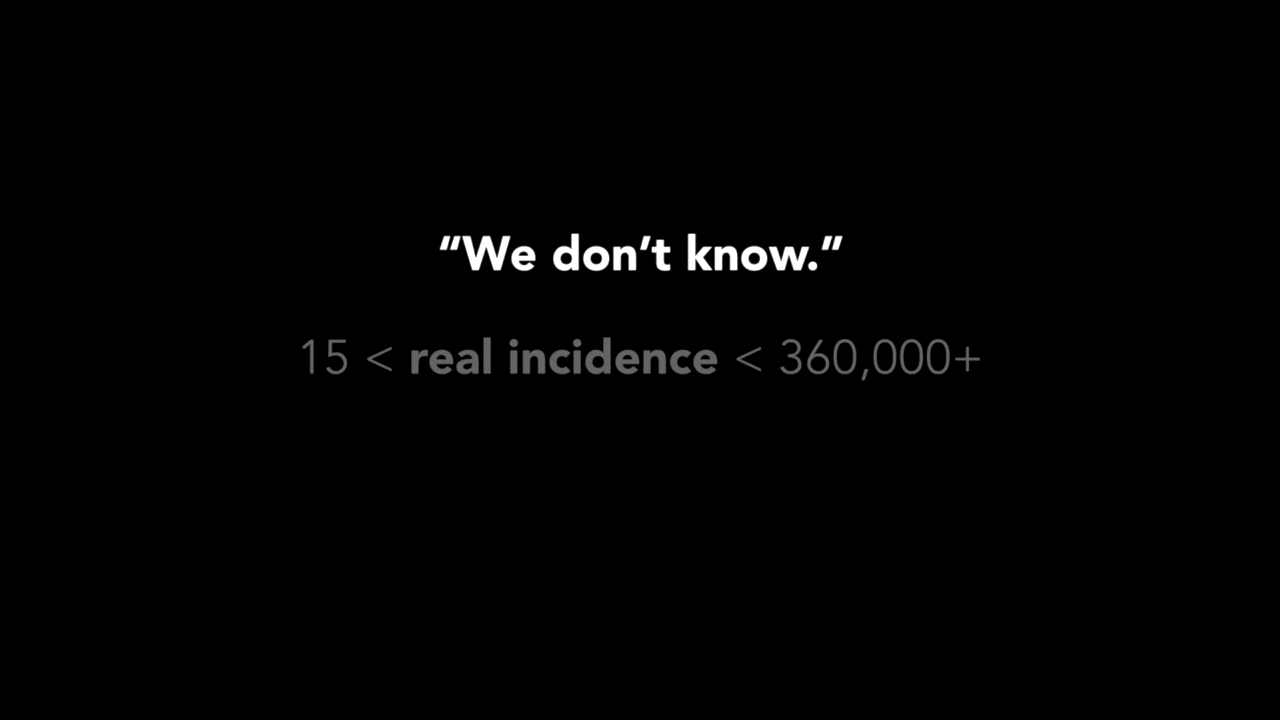 “We don’t know.”
15 < real incidence < 360,000+